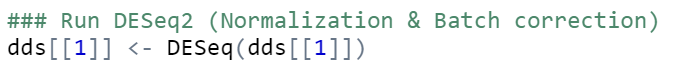 ### Run DESeq2 (Normalization & Batch correction)
dds[[1]] <- DESeq(dds[[1]])